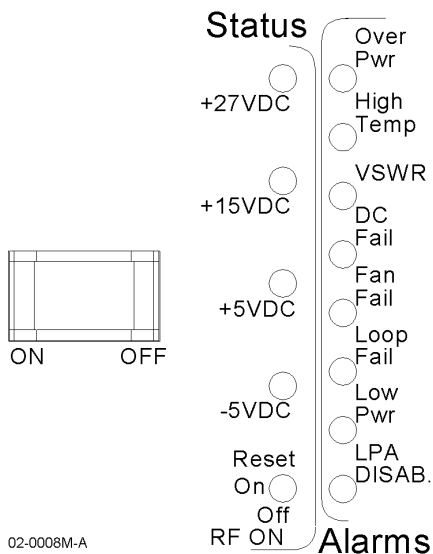 Status
+27VDC
+15VDC
+5VDC
-5VDC
Reset
On
Off
RF ON
Over
Pwr
High
Temp
VSWR
DC
Fail
Fan
Fail
Loop
Fail
Low
Pwr
LPA
DISAB.
Alarms
ON OFF
02-0008M-A